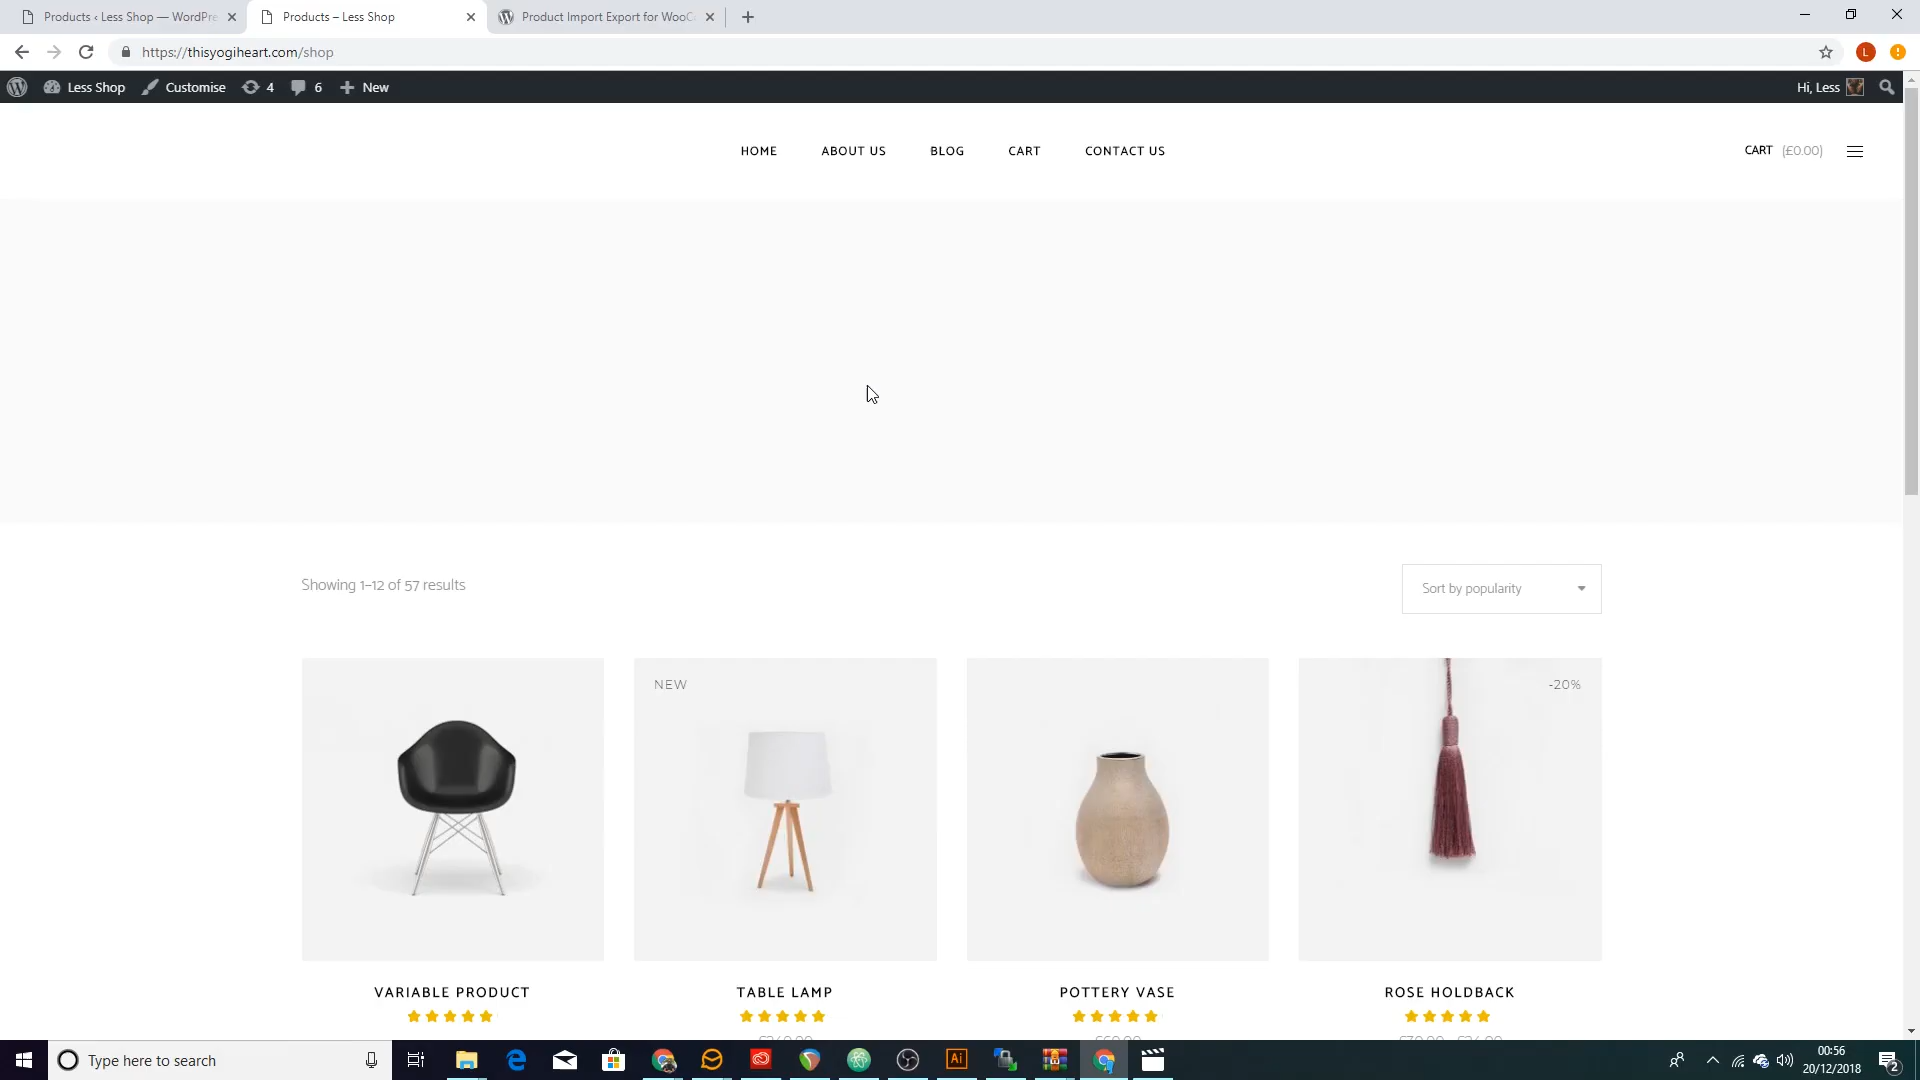 Products ‹ Less Shop — WordPre
Products – Less Shop
Product Import Export for WooC
https://thisyogiheart.com/shop
Less Shop
Customise
4
6
New
Hi, Less
HOME
ABOUT US
BLOG
CART
CONTACT US
CART (£0.00)
Showing 1–12 of 57 results
Sort by popularity
NEW
-20%
VARIABLE PRODUCT
TABLE LAMP
POTTERY VASE
ROSE HOLDBACK
Type here to search
Ai
00:56
20/12/2018
2
L